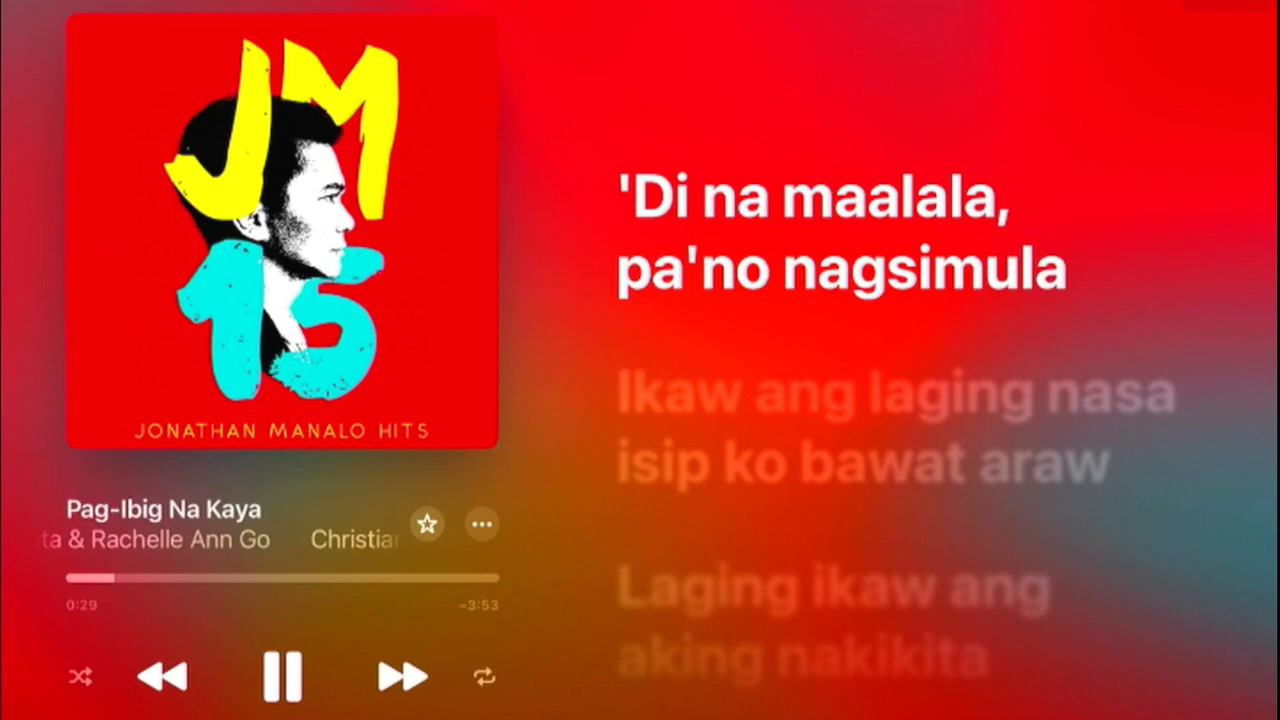 JM
15
JONATHAN MANALO HITS
Pag-Ibig Na Kaya
ta & Rachelle Ann Go Christian
0:29
-3:53
'Di na maalala,
pa'no nagsimula
Ikaw ang laging nasa
isip ko bawat araw
Laging ikaw ang
aking nakikita